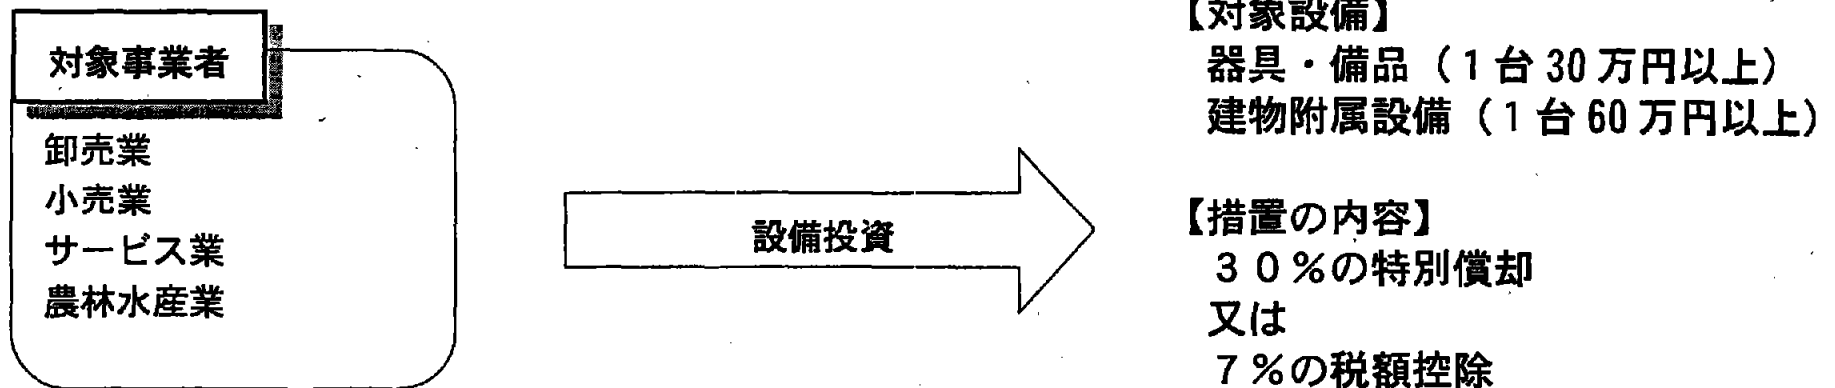 対象事業者
卸売業
小売業
サービス業
農林水産業
設備投資
【対象設備】
器具・備品（1台30万円以上）
建物附属設備（1台60万円以上）
【措置の内容】
３０％の特別償却
又は
７％の税額控除